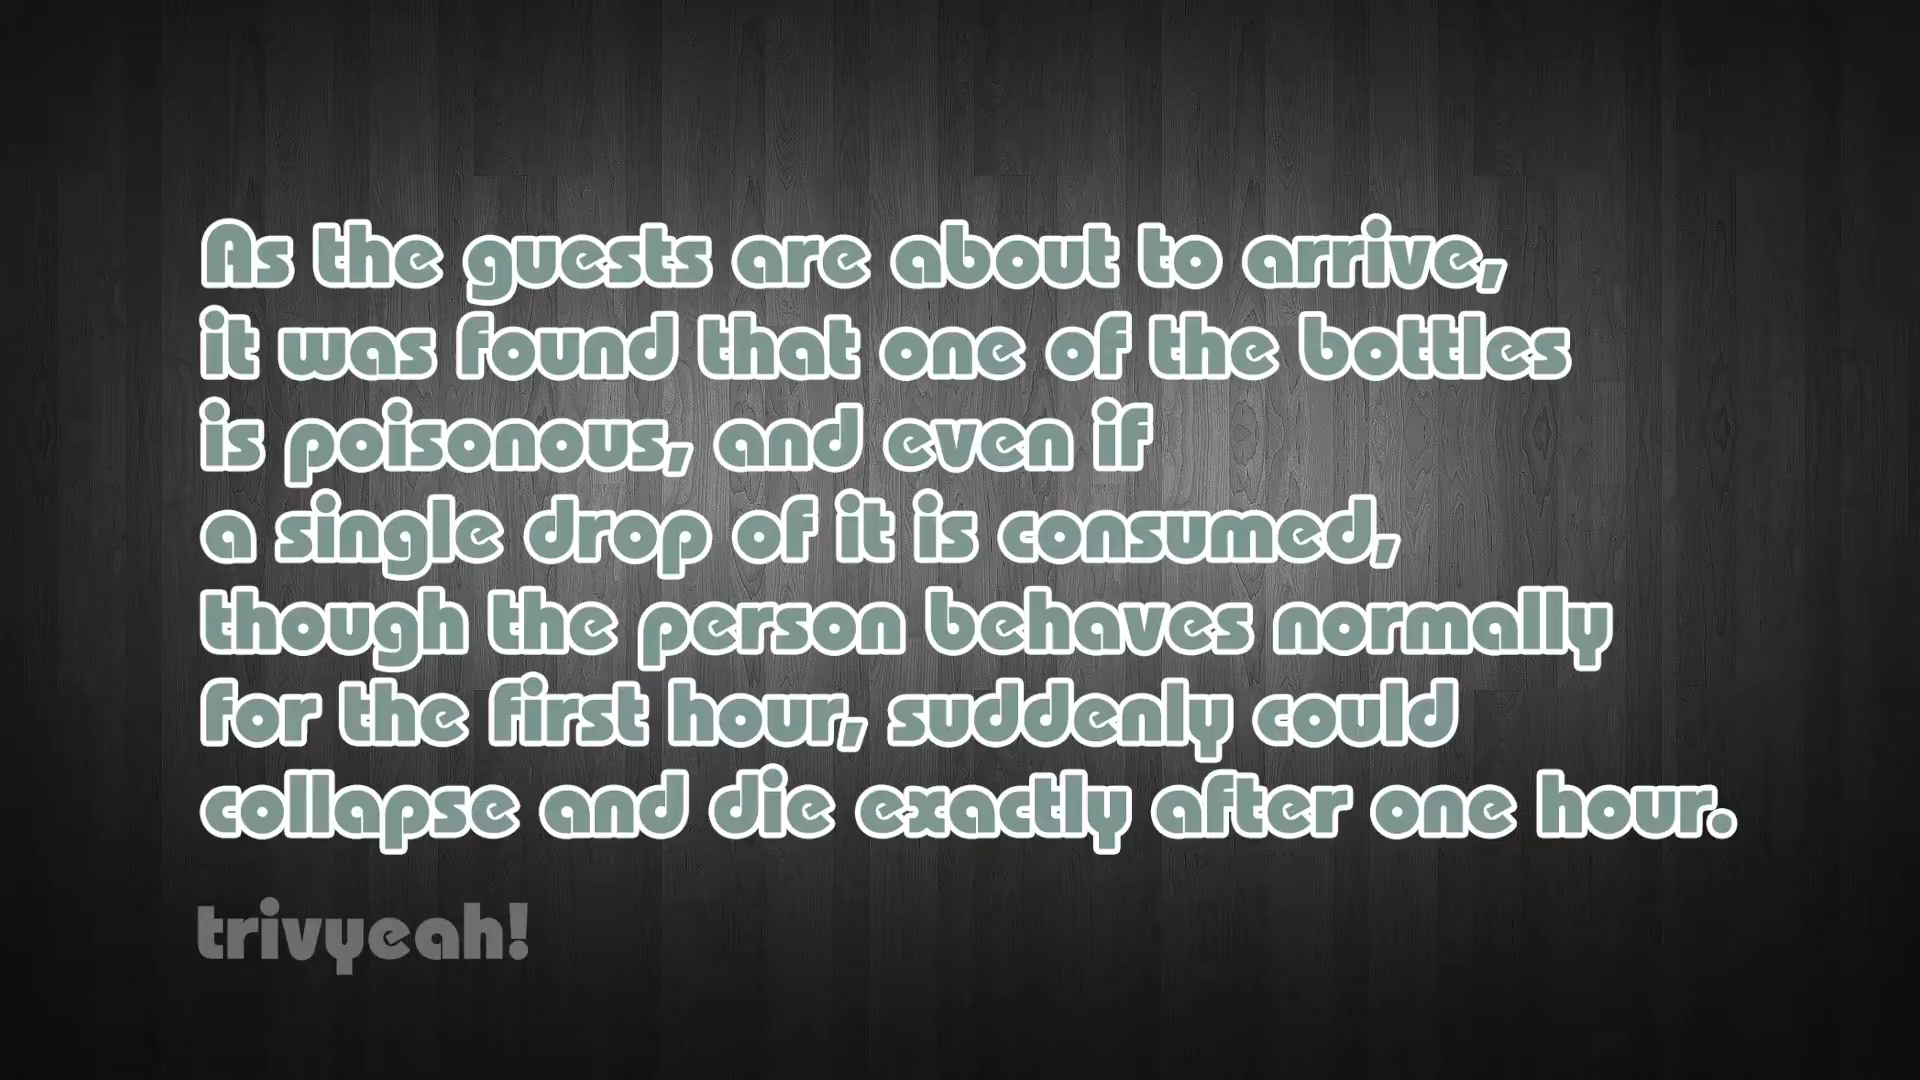 As the guests are about to arrive,
it was found that one of the bottles
is poisonous, and even if
a single drop of it is consumed,
though the person behaves normally
for the first hour, suddenly could
collapse and die exactly after one hour.
trivyeah!